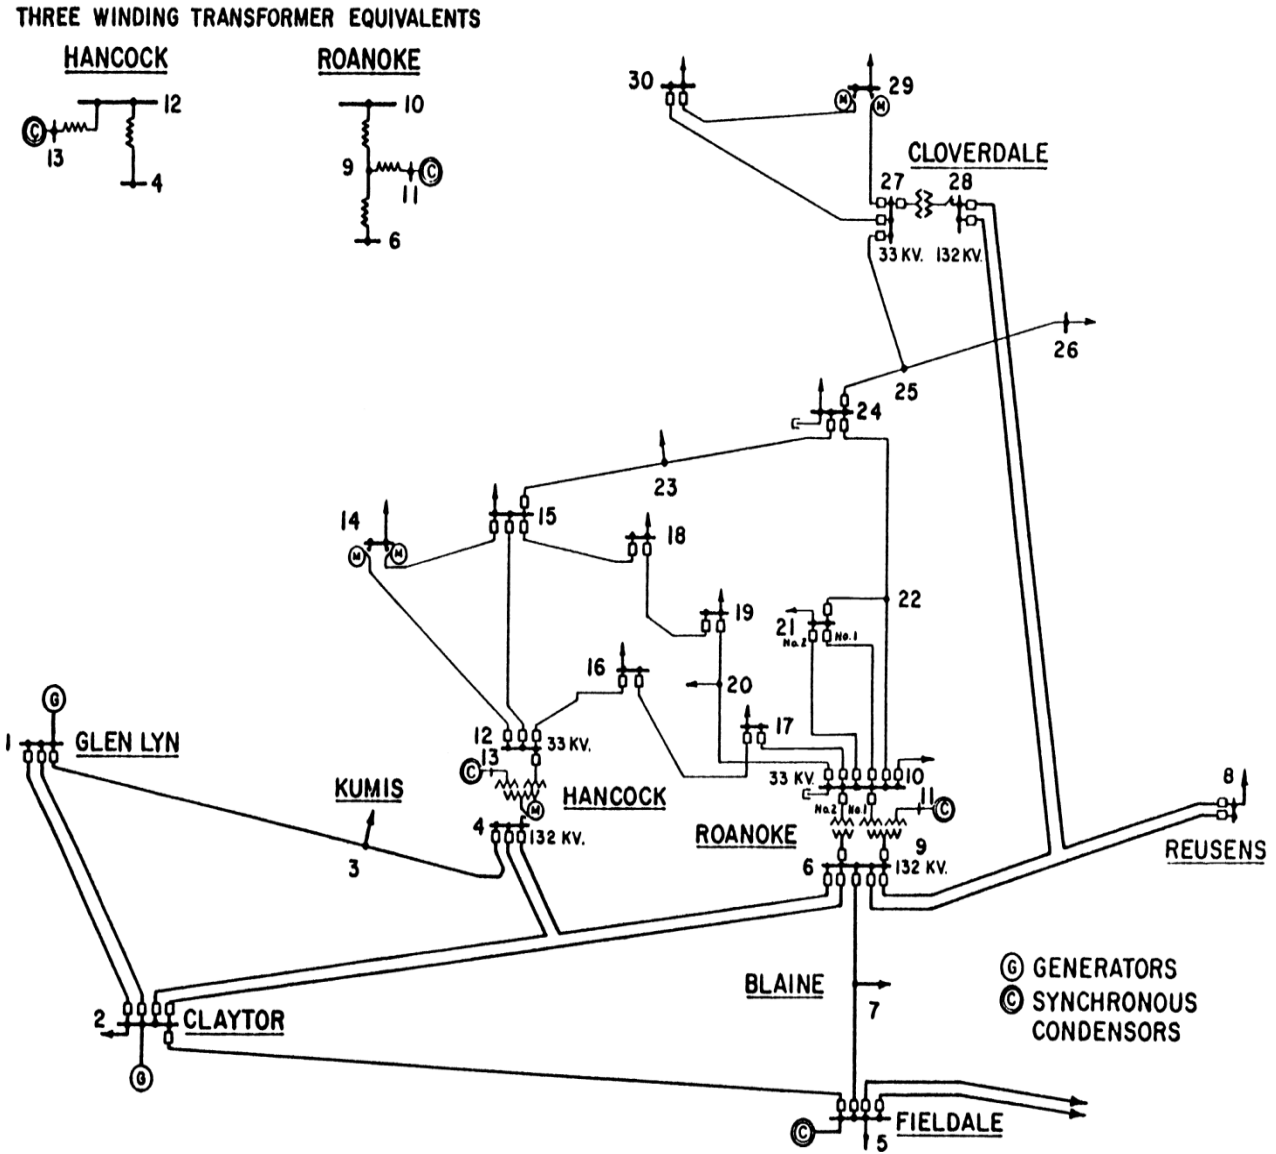 THREE WINDING TRANSFORMER EQUIVALENTS
HANCOCK
ROANOKE
12
C
13
4
10
9
C
11
6
30
29
M
M
CLOVERDALE
27
28
33 KV.
132 KV.
26
25
24
23
15
14
M
M
18
19
22
21
No.2
No.1
16
20
17
G
1
GLEN LYN
12
33 KV.
13
C
M
HANCOCK
KUMIS
4
132 KV.
3
33 KV.
10
11
C
No.2
No.1
ROANOKE
9
6
132 KV.
8
REUSENS
BLAINE
7
2
CLAYTOR
G
G GENERATORS
C SYNCHRONOUS
CONDENSORS
FIELDALE
C
5